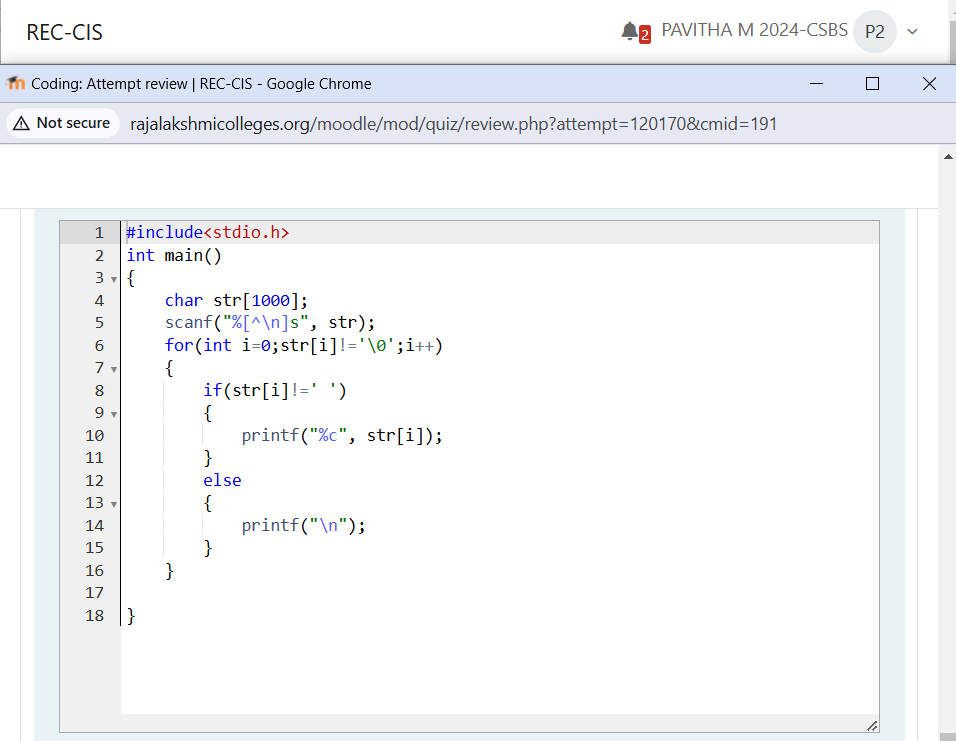 REC-CIS
2 PAVITHA M 2024-CSBS P2
Coding: Attempt review | REC-CIS - Google Chrome
Not secure rajalakshmicolleges.org/moodle/mod/quiz/review.php?attempt=120170&cmid=191
1 #include<stdio.h>
2 int main()
3 {
4     char str[1000];
5     scanf("%[^\n]s", str);
6     for(int i=0;str[i]!='\0';i++)
7     {
8         if(str[i]!=' ')
9         {
10             printf("%c", str[i]);
11         }
12         else
13         {
14             printf("\n");
15         }
16     }
17
18 }